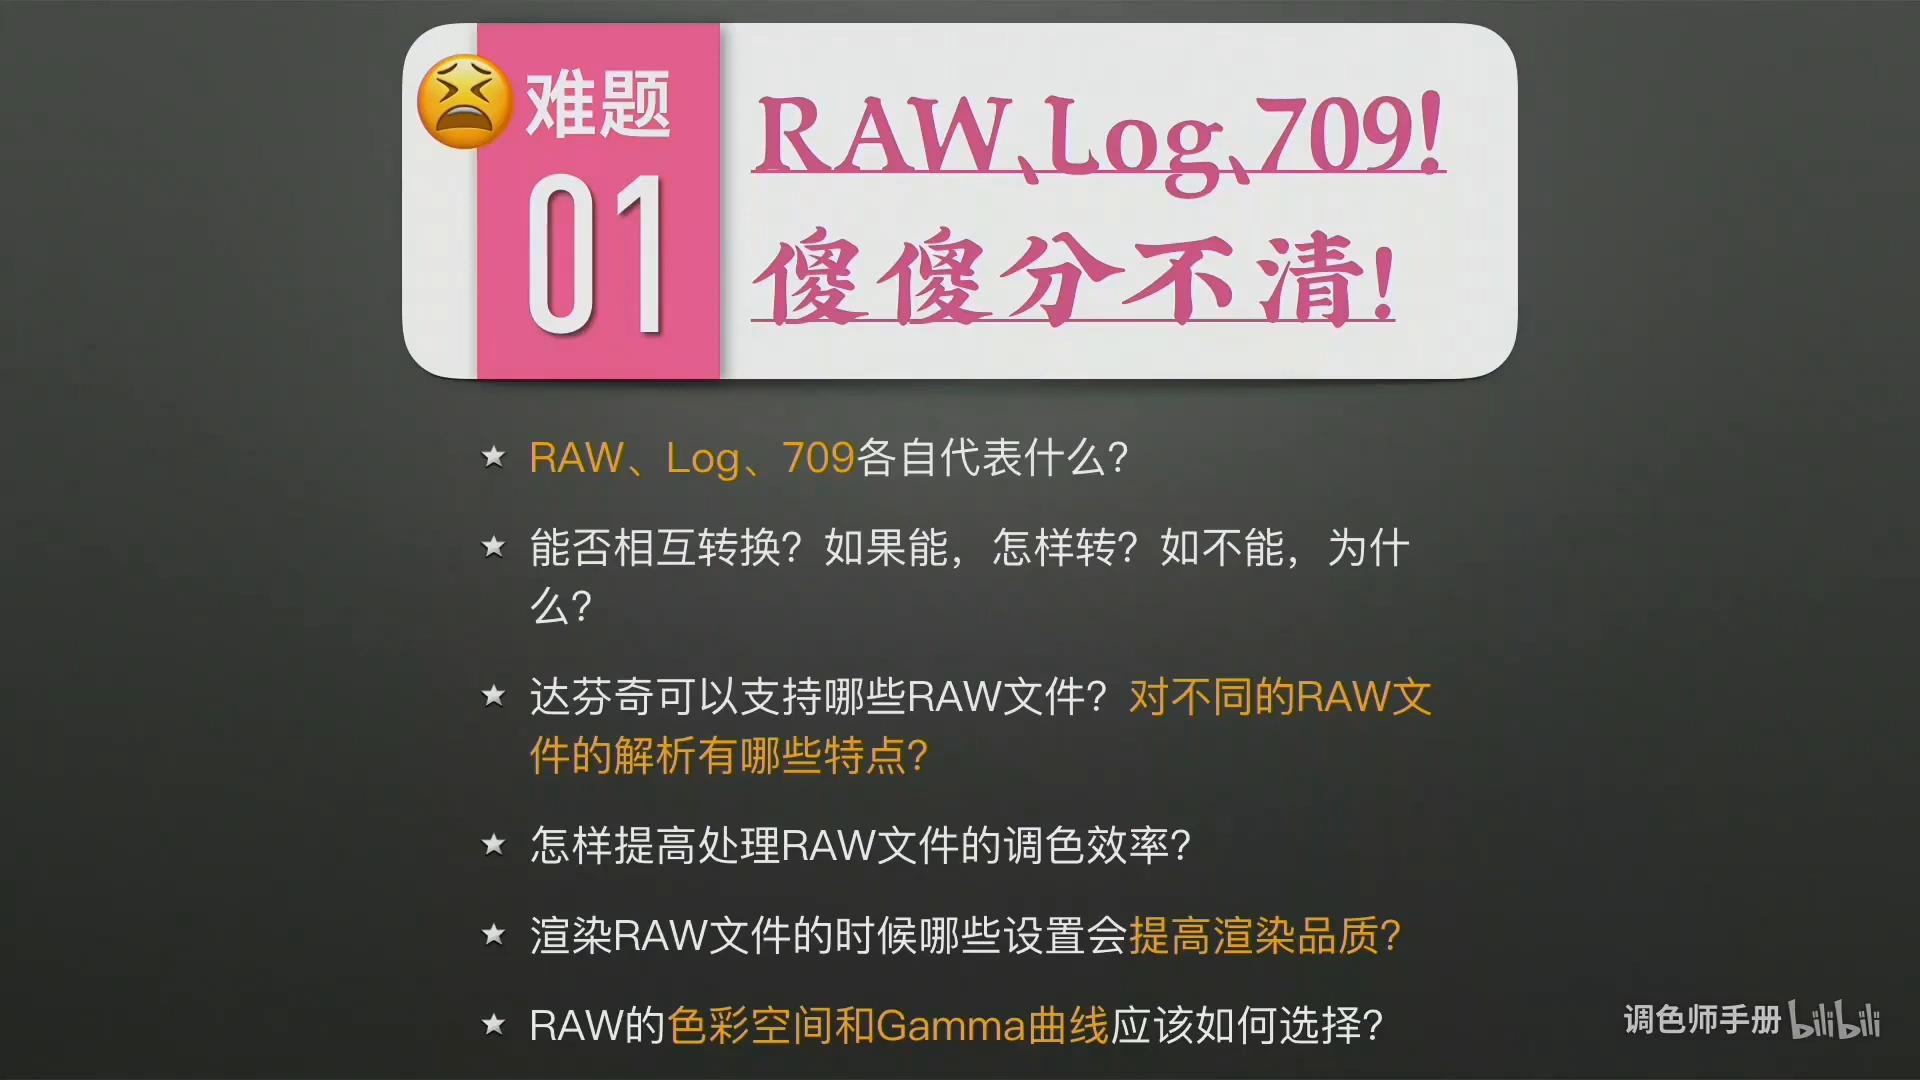 难题
01
RAW、Log、709!
傻傻分不清!
RAW、Log、709各自代表什么?
能否相互转换? 如果能, 怎样转? 如不能, 为什
么?
达芬奇可以支持哪些RAW文件? 对不同的RAW文
件的解析有哪些特点?
怎样提高处理RAW文件的调色效率?
渲染RAW文件的时候哪些设置会提高渲染品质?
RAW的色彩空间和Gamma曲线应该如何选择?
调色师手册 bilibili